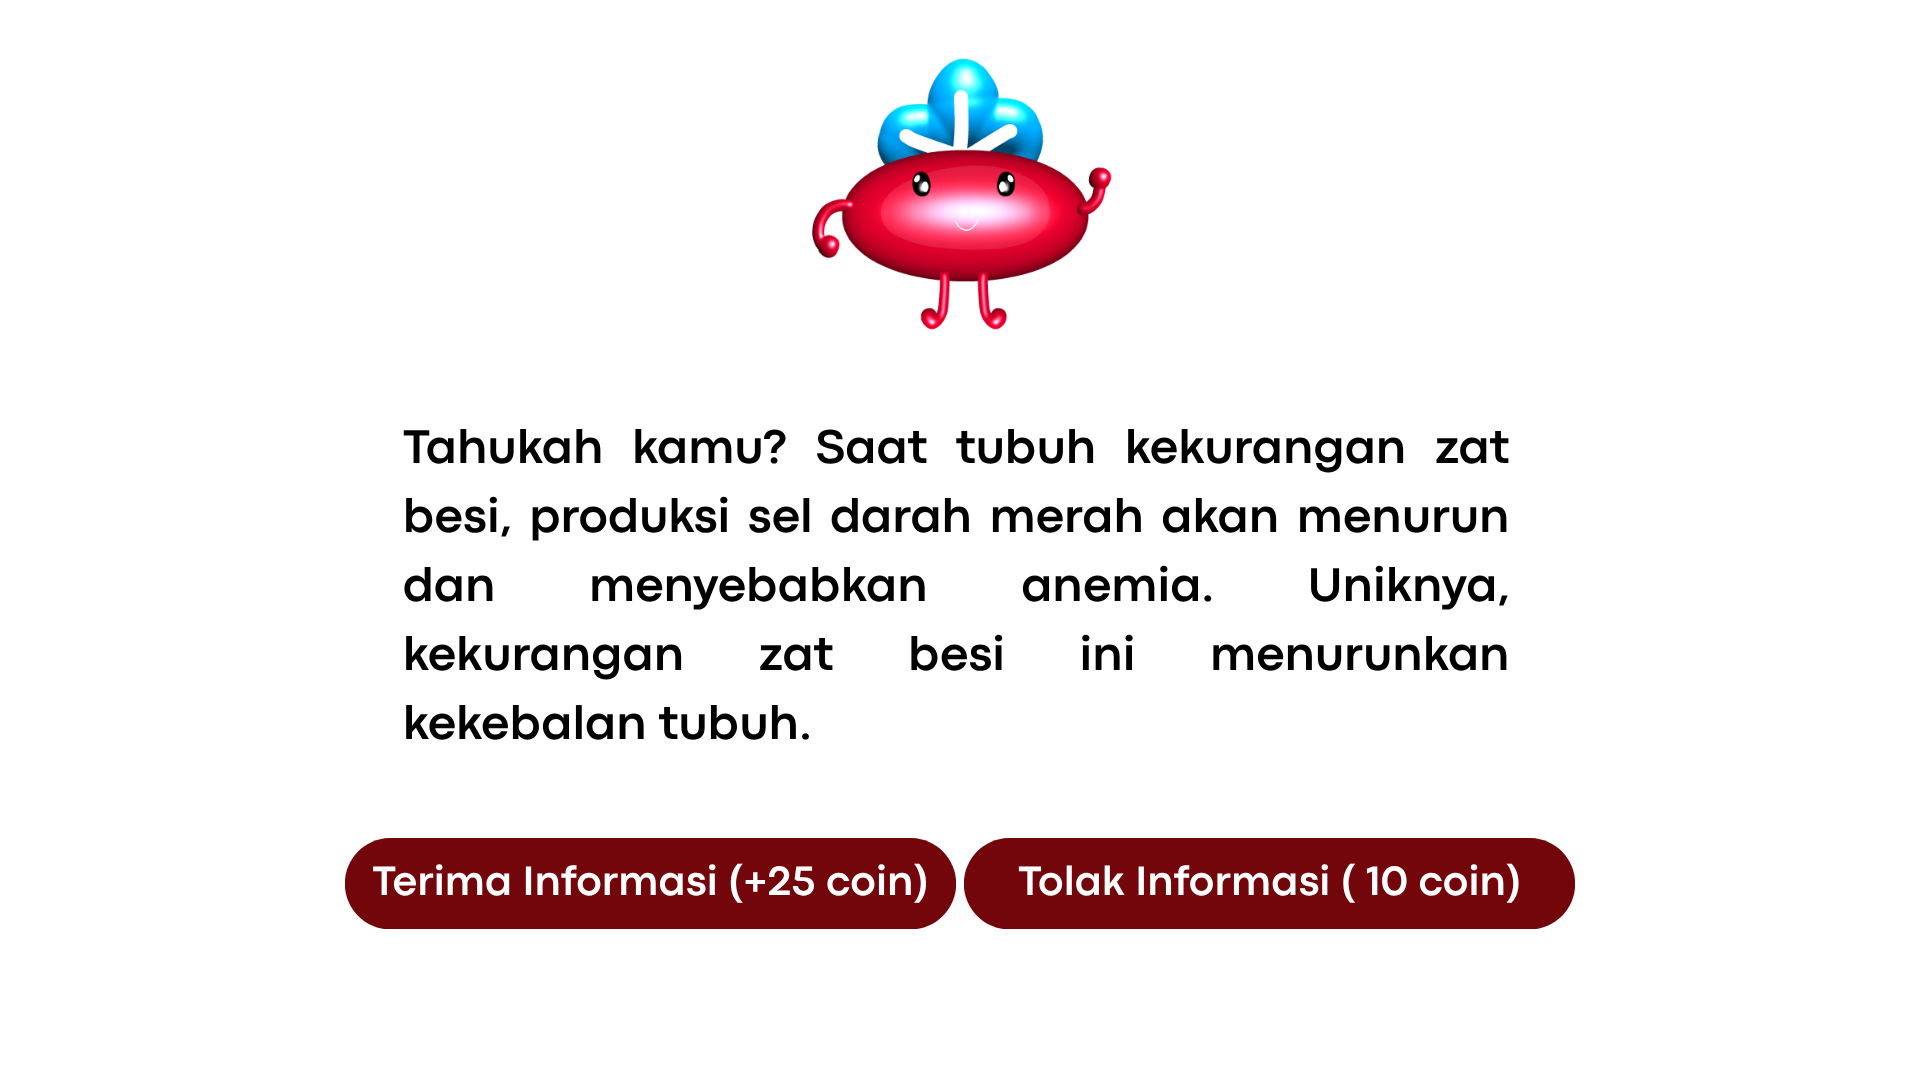 Tahukah kamu? Saat tubuh kekurangan zat
besi, produksi sel darah merah akan menurun
dan menyebabkan anemia. Uniknya,
kekurangan zat besi ini menurunkan
kekebalan tubuh.
Terima Informasi (+25 coin)
Tolak Informasi ( 10 coin)